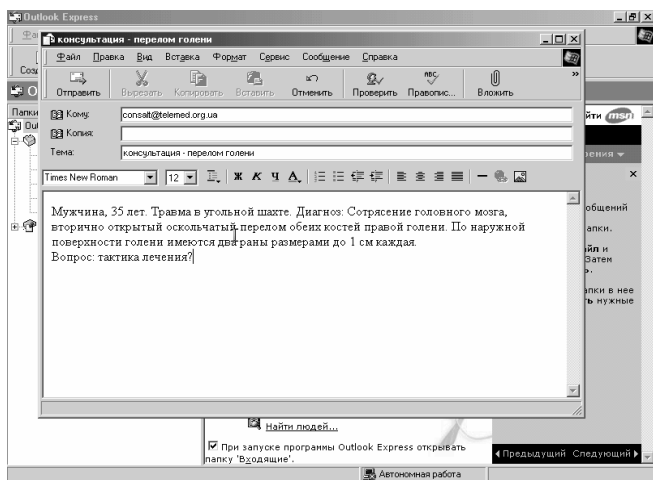 Outlook Express
консультация - перелом голени
Файл Правка Вид Вставка Формат Сервис Сообщение Справка
Отправить Вырезать Копировать Вставить Отменить Проверить Правопис... Вложить »
Папки
Кому: consalt@telemed.org.ua
Копия:
Тема: консультация - перелом голени
Times New Roman 12 Ж К Ч А
Мужчина, 35 лет. Травма в угольной шахте. Диагноз: Сотрясение головного мозга,
вторично открытый оскольчатый перелом обеих костей правой голени. По наружной
поверхности голени имеются две раны размерами до 1 см каждая.
Вопрос: тактика лечения?
msn
Найти людей...
При запуске программы Outlook Express открывать
папку 'Входящие'.
Предыдущий Следующий
Автономная работа